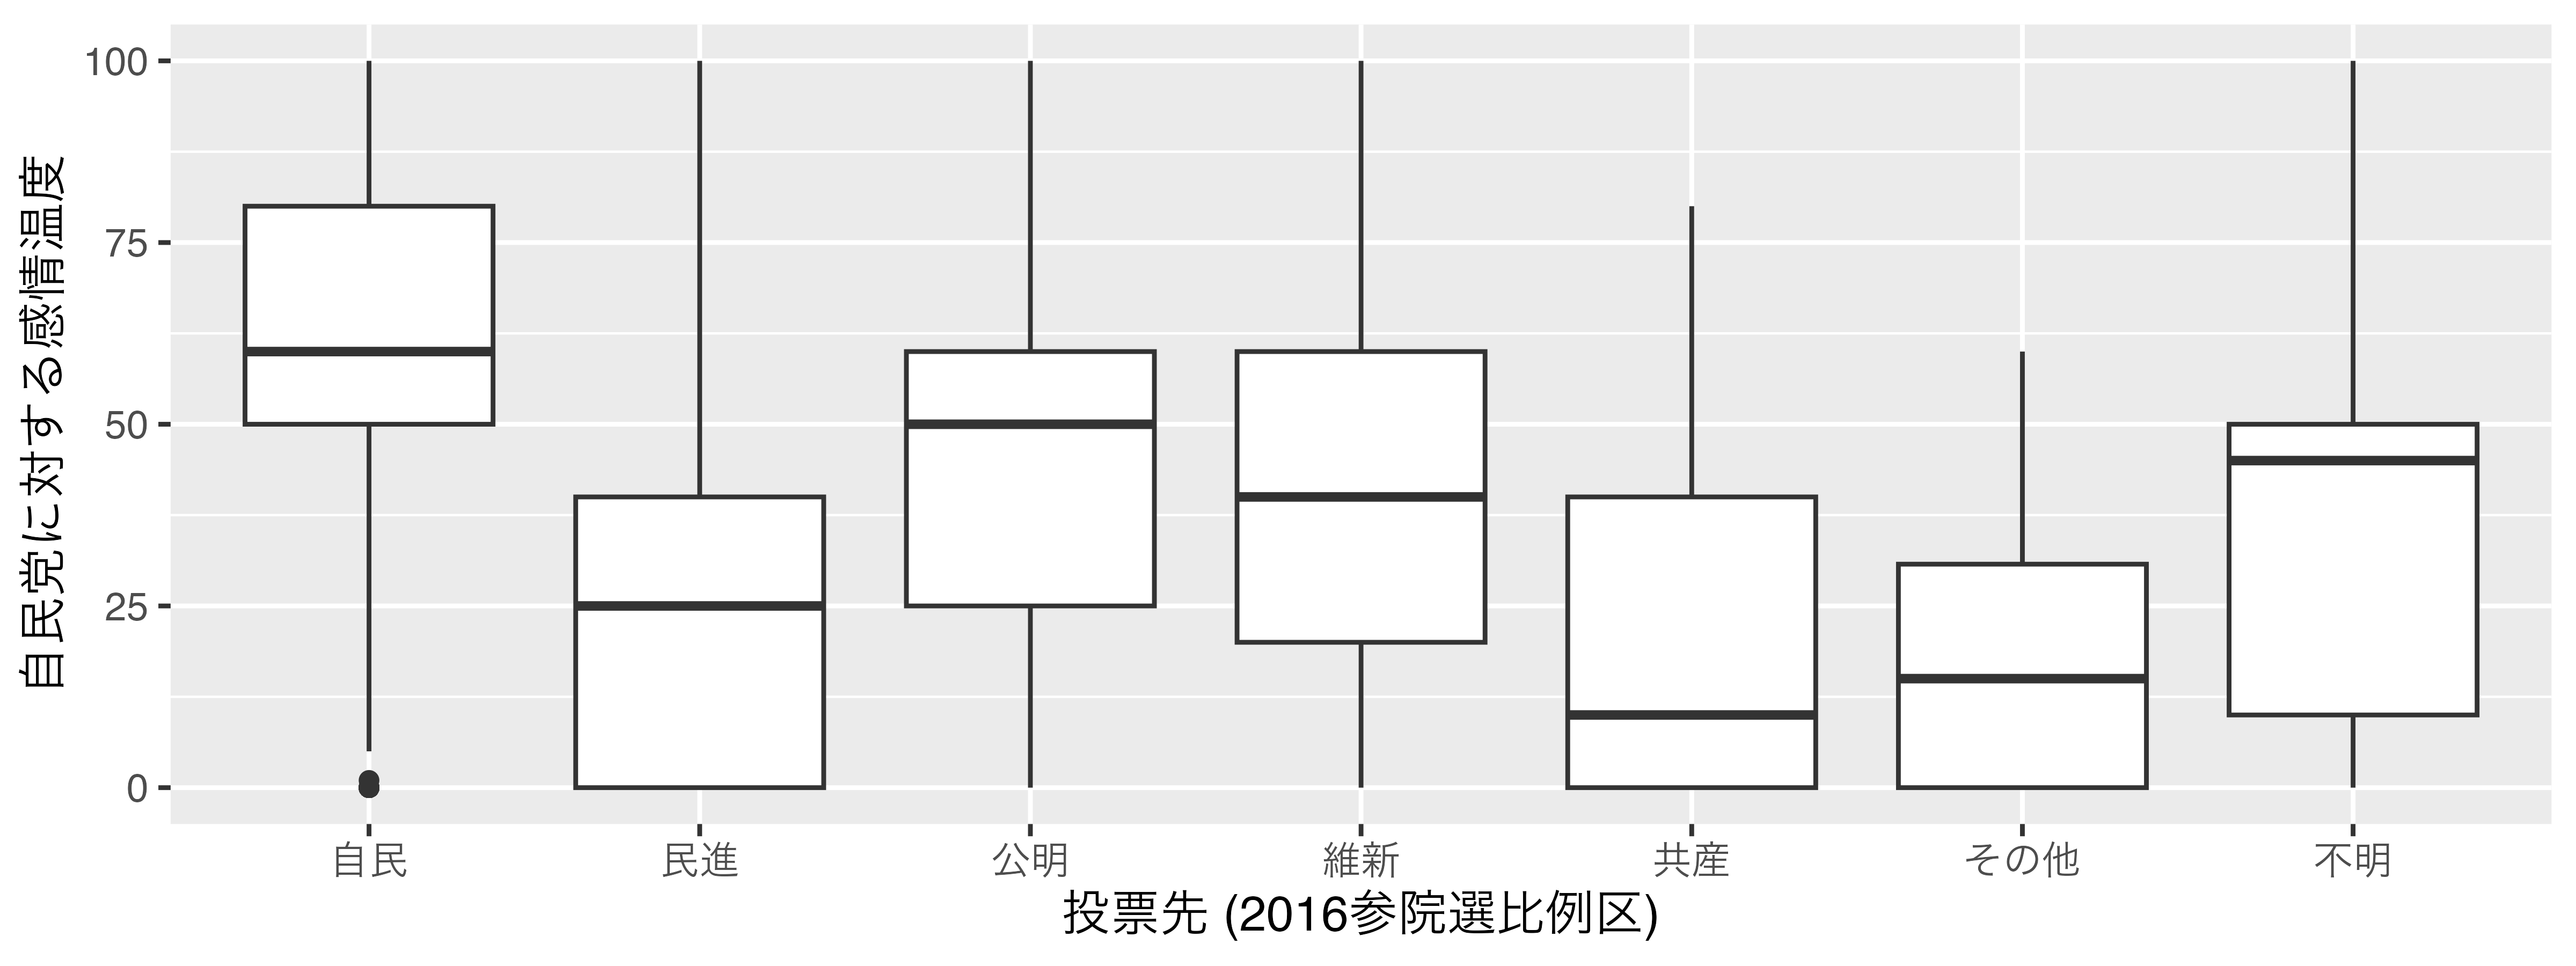 自民党に対する感情温度
100
75
50
25
0
自民 民進 公明 維新 共産 その他 不明
投票先 (2016参院選比例区)